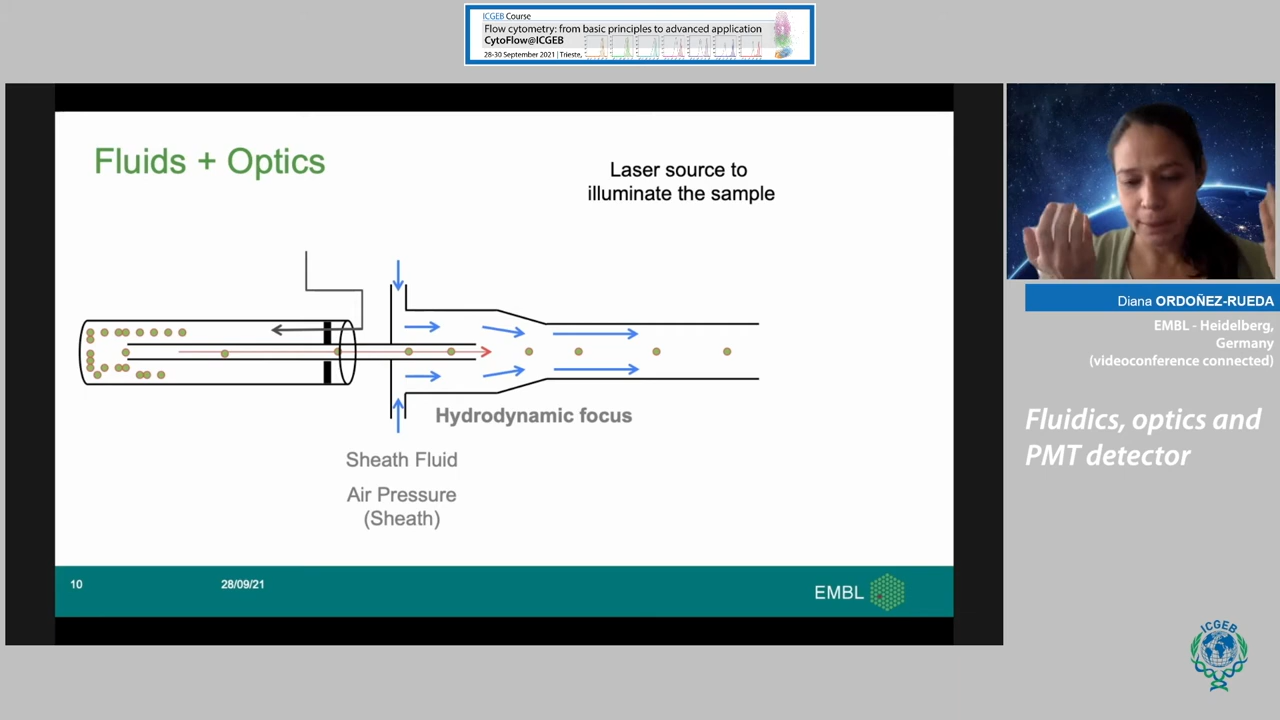 ICGEB Course
Flow cytometry: from basic principles to advanced application
CytoFlow@ICGEB
28-30 September 2021 | Trieste,
Fluids + Optics
Laser source to
illuminate the sample
Hydrodynamic focus
Sheath Fluid
Air Pressure
(Sheath)
10
28/09/21
EMBL
Diana ORDOÑEZ-RUEDA
EMBL - Heidelberg,
Germany
(videoconference connected)
Fluidics, optics and
PMT detector
ICGEB